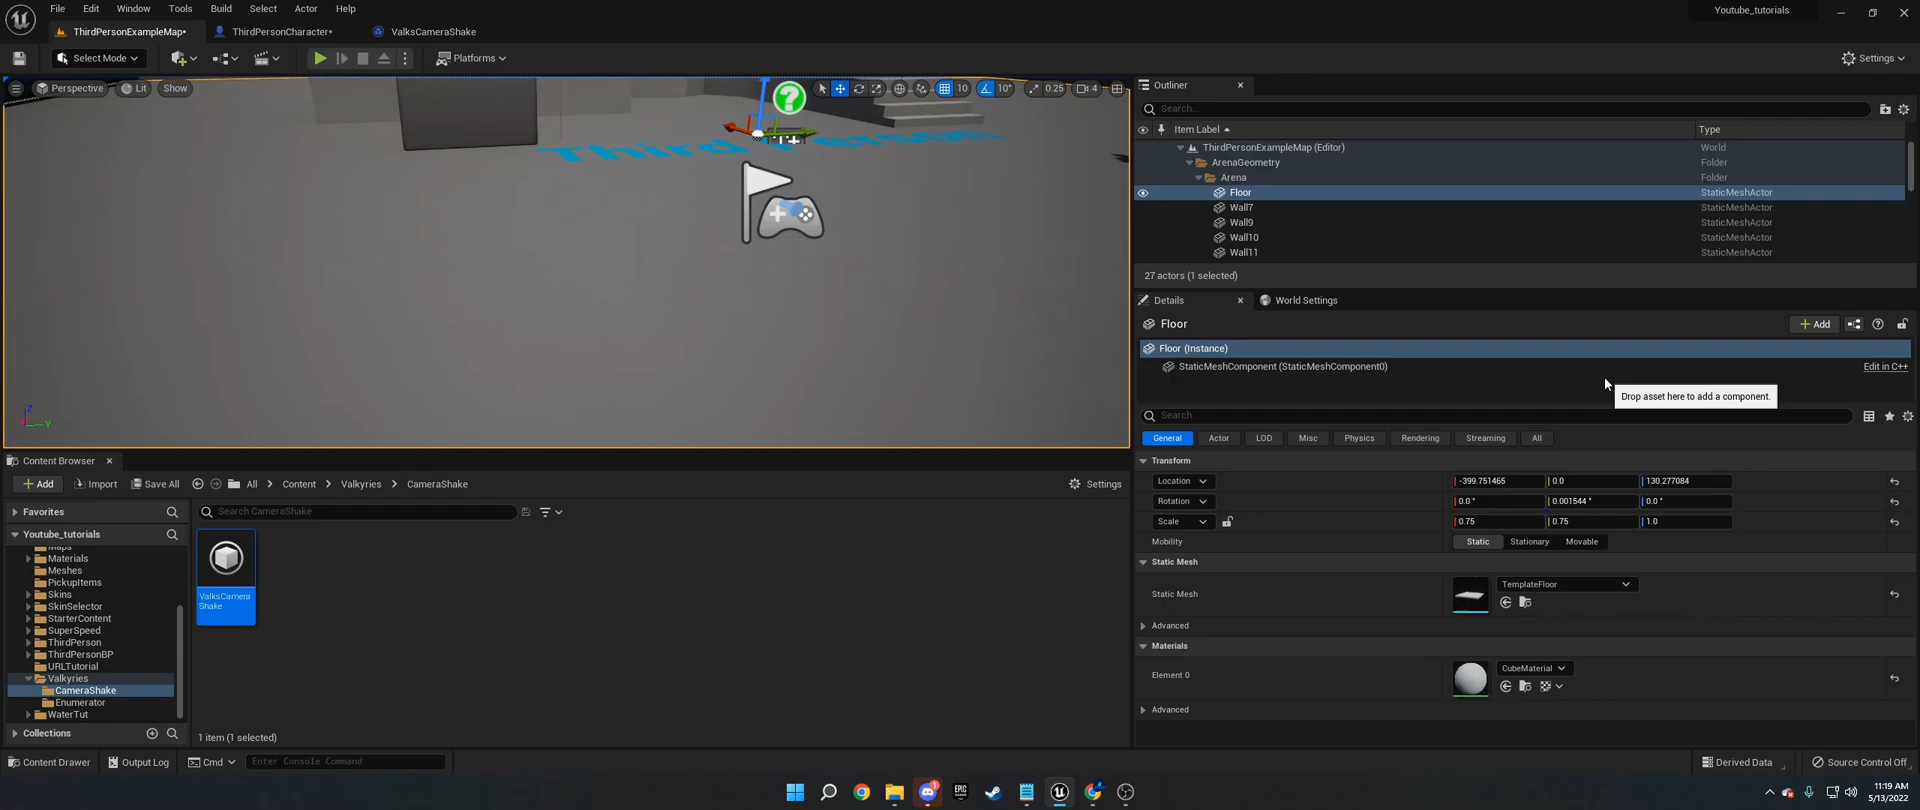 File Edit Window Tools Build Select Actor Help
Youtube_tutorials
ThirdPersonExampleMap•
ThirdPersonCharacter•
ValksCameraShake
Select Mode
Platforms
Settings
Perspective
Lit
Show
10
10°
0.25
4
Third Person
Outliner
Search...
Item Label
Type
ThirdPersonExampleMap (Editor)
World
ArenaGeometry
Folder
Arena
Folder
Floor
StaticMeshActor
Wall7
StaticMeshActor
Wall9
StaticMeshActor
Wall10
StaticMeshActor
Wall11
StaticMeshActor
27 actors (1 selected)
Details
World Settings
Floor
Add
Floor (Instance)
StaticMeshComponent (StaticMeshComponent0)
Edit in C++
Drop asset here to add a component.
Search
General Actor LOD Misc Physics Rendering Streaming All
Transform
Location
-399.751465
0.0
130.277084
Rotation
0.0 °
0.001544 °
0.0 °
Scale
0.75
0.75
1.0
Mobility
Static Stationary Movable
Static Mesh
Static Mesh
TemplateFloor
Advanced
Materials
Element 0
CubeMaterial
Advanced
Content Browser
Add
Import
Save All
All
Content
Valkyries
CameraShake
Settings
Favorites
Youtube_tutorials
Maps
Materials
Meshes
PickupItems
Skins
SkinSelector
StarterContent
SuperSpeed
ThirdPerson
ThirdPersonBP
URLTutorial
Valkyries
CameraShake
Enumerator
WaterTut
Collections
Search CameraShake
ValksCamera
Shake
1 item (1 selected)
Content Drawer
Output Log
Cmd
Enter Console Command
Derived Data
Source Control Off
EPIC
1
11:19 AM
5/13/2022